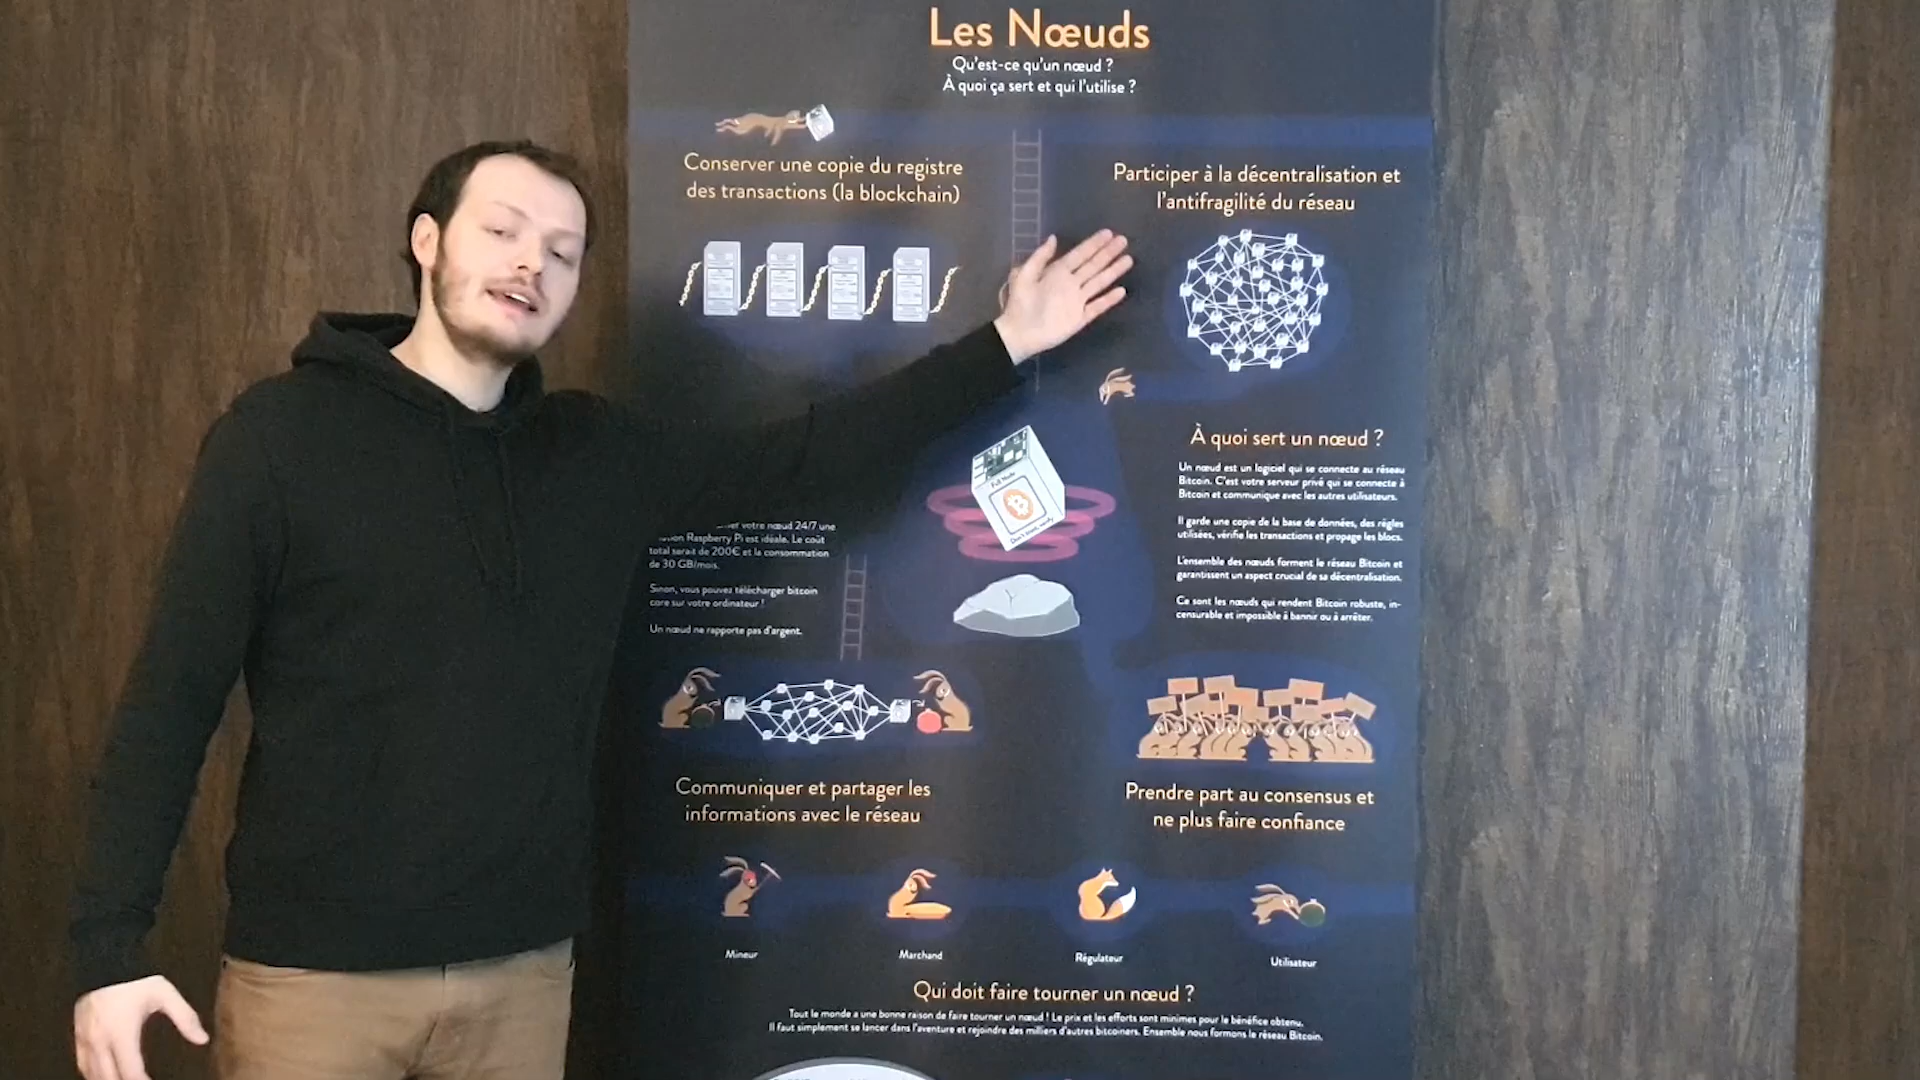 Les Nœuds
Qu'est-ce qu'un nœud ?
À quoi ça sert et qui l'utilise ?
Conserver une copie du registre
des transactions (la blockchain)
Participer à la décentralisation et
l'antifragilité du réseau
Full Node
Don't trust, verify
À quoi sert un nœud ?
Un nœud est un logiciel qui se connecte au réseau
Bitcoin. C'est votre serveur privé qui se connecte à
Bitcoin et communique avec les autres utilisateurs.
Il garde une copie de la base de données, des règles
utilisées, vérifie les transactions et propage les blocs.
L'ensemble des nœuds forment le réseau Bitcoin et
garantissent un aspect crucial de sa décentralisation.
Ce sont les nœuds qui rendent Bitcoin robuste, in-
censurable et impossible à bannir ou à arrêter.
votre nœud 24/7 une
Raspberry Pi est idéale. Le coût
total serait de 200€ et la consommation
de 30 GB/mois.
Sinon, vous pouvez télécharger bitcoin
core sur votre ordinateur !
Un nœud ne rapporte pas d'argent.
Communiquer et partager les
informations avec le réseau
Prendre part au consensus et
ne plus faire confiance
Mineur
Marchand
Régulateur
Utilisateur
Qui doit faire tourner un nœud ?
Tout le monde a une bonne raison de faire tourner un nœud ! Le prix et les efforts sont minimes pour le bénéfice obtenu.
Il faut simplement se lancer dans l'aventure et rejoindre des milliers d'autres bitcoiners. Ensemble nous formons le réseau Bitcoin.